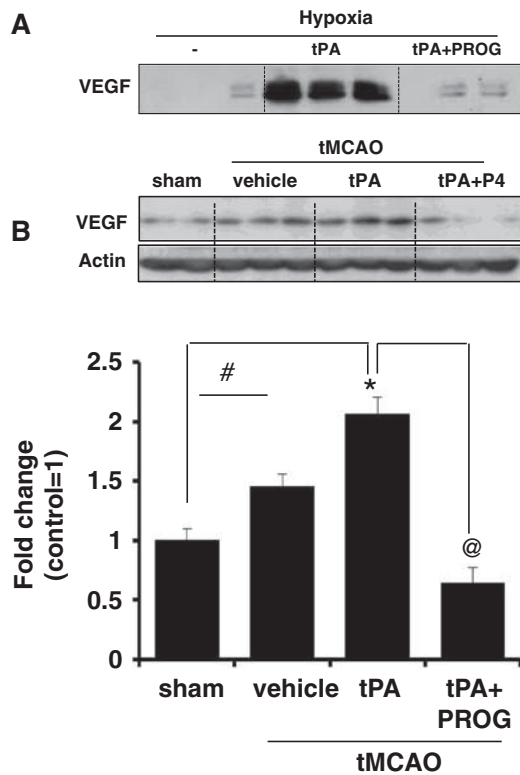 A
Hypoxia
- tPA tPA+PROG
VEGF
tMCAO
sham vehicle tPA tPA+P4
VEGF
B
Actin
2.5
#
*
2
1.5
Fold change
(control=1)
1
@
0.5
0
sham vehicle tPA tPA+
PROG
tMCAO